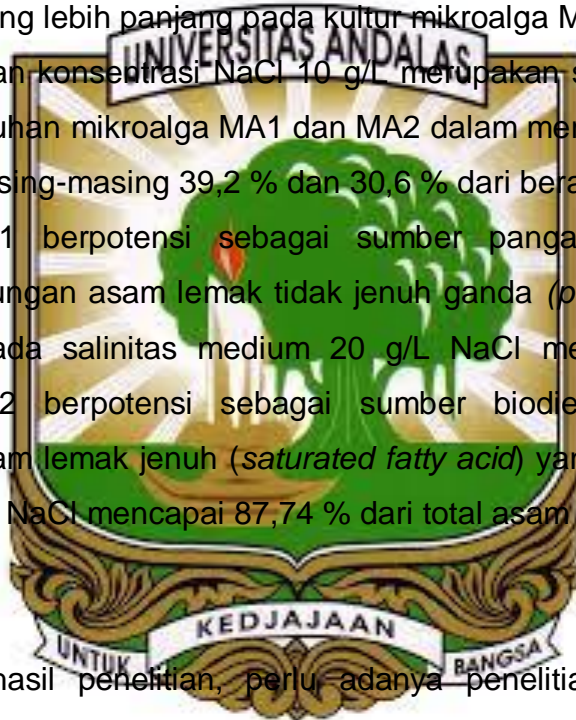 ng lebih panjang pada kultur mikroalga M
UNIVERSITAS ANDALAS
an konsentrasi NaCl 10 g/L merupakan s
uhan mikroalga MA1 dan MA2 dalam mer
sing-masing 39,2 % dan 30,6 % dari bera
1 berpotensi sebagai sumber panga
ungan asam lemak tidak jenuh ganda (p
ada salinitas medium 20 g/L NaCl me
2 berpotensi sebagai sumber biodie
am lemak jenuh (saturated fatty acid) yan
NaCl mencapai 87,74 % dari total asam
KEDJAJAAN
UNTUK BANGSA
hasil penelitian, perlu adanya penelitia